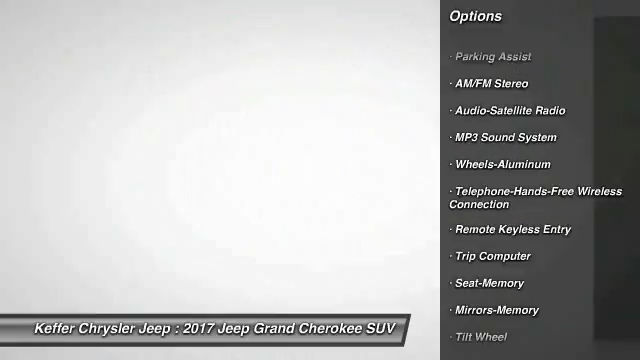 Options
· Parking Assist
· AM/FM Stereo
· Audio-Satellite Radio
· MP3 Sound System
· Wheels-Aluminum
· Telephone-Hands-Free Wireless
Connection
· Remote Keyless Entry
· Trip Computer
· Seat-Memory
· Mirrors-Memory
· Tilt Wheel
Keffer Chrysler Jeep : 2017 Jeep Grand Cherokee SUV